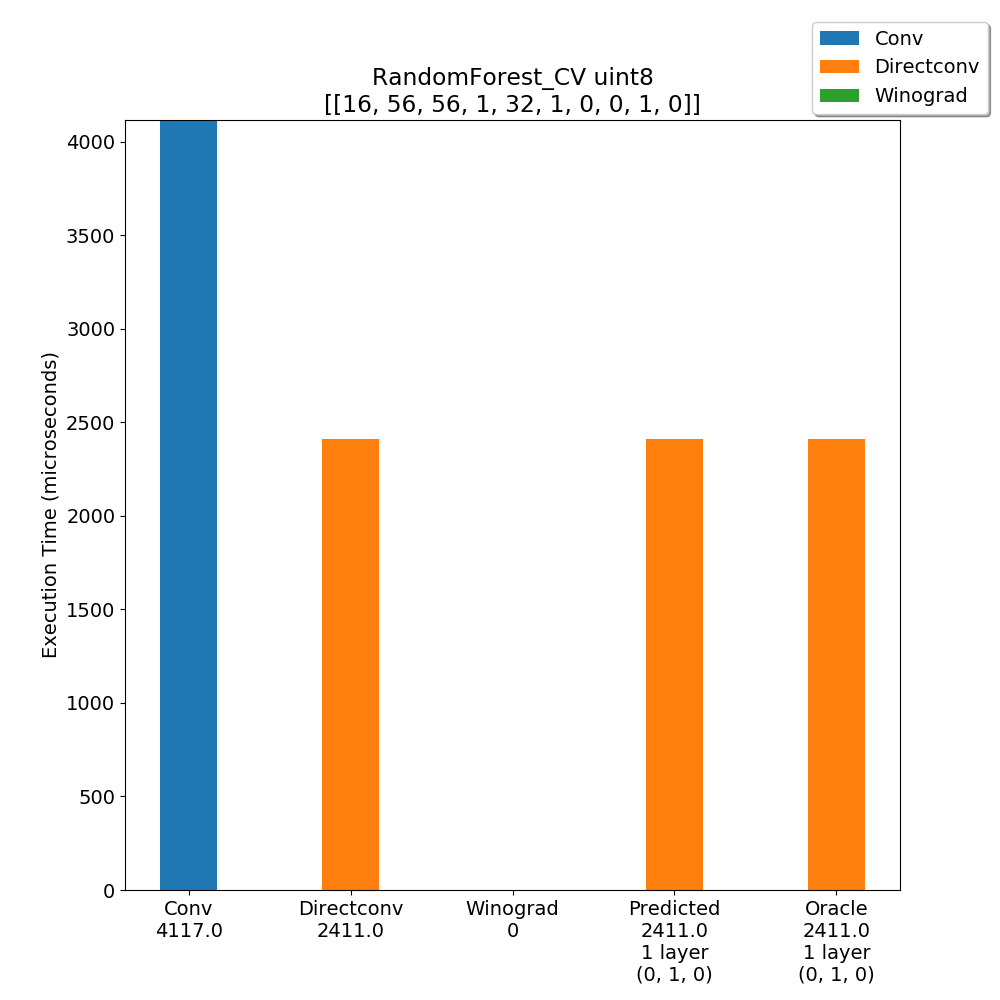 Conv
Directconv
Winograd
RandomForest_CV uint8
[[16, 56, 56, 1, 32, 1, 0, 0, 1, 0]]
Execution Time (microseconds)
4000
3500
3000
2500
2000
1500
1000
500
0
Conv
4117.0
Directconv
2411.0
Winograd
0
Predicted
2411.0
1 layer
(0, 1, 0)
Oracle
2411.0
1 layer
(0, 1, 0)